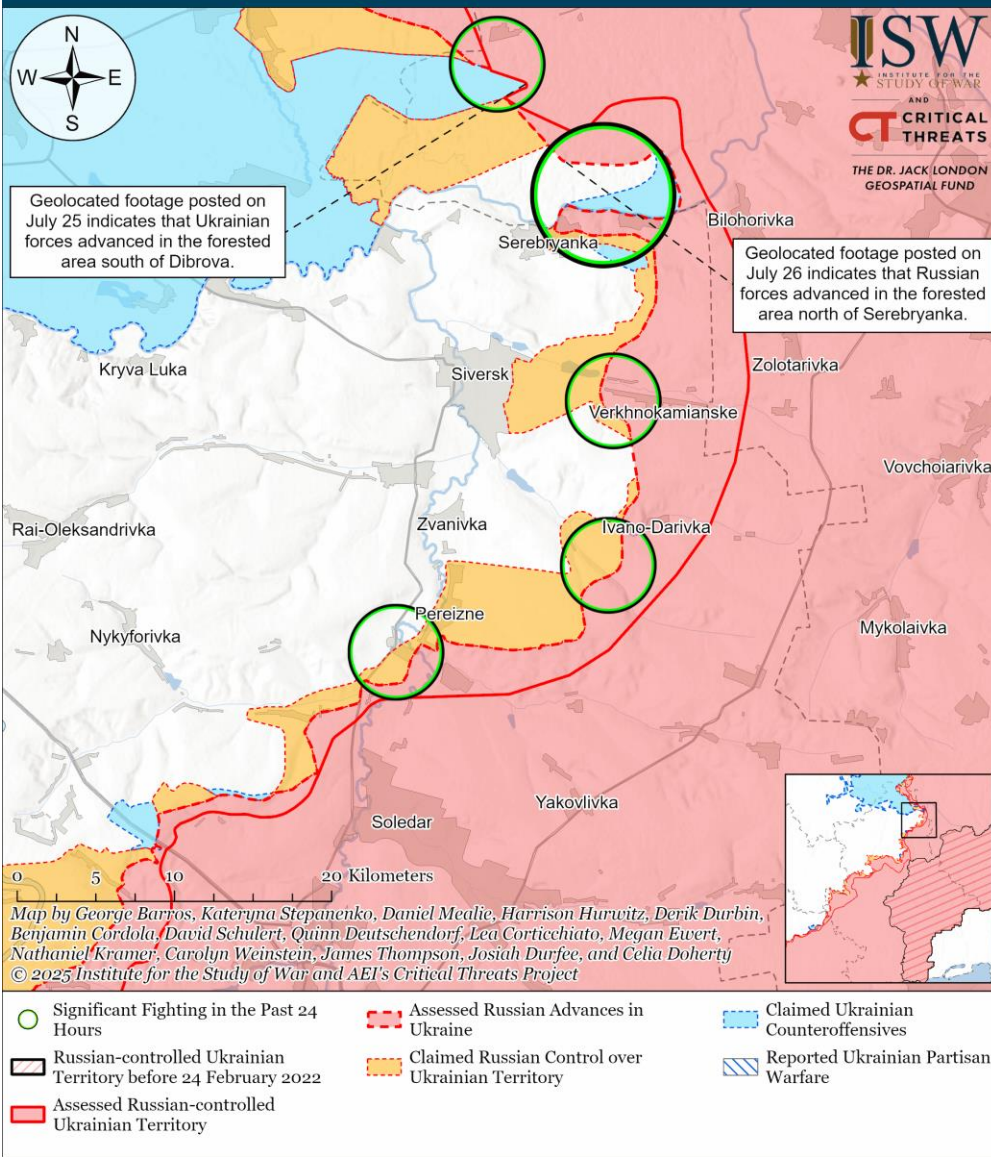 N
W
E
S
ISW
INSTITUTE FOR THE
STUDY OF WAR
AND
CT CRITICAL
THREATS
THE DR. JACK LONDON
GEOSPATIAL FUND
Geolocated footage posted on
July 25 indicates that Ukrainian
forces advanced in the forested
area south of Dibrova.
Bilohorivka
Serebryanka
Geolocated footage posted on
July 26 indicates that Russian
forces advanced in the forested
area north of Serebryanka.
Kryva Luka
Siversk
Zolotarivka
Verkhnokamianske
Vovchoiarivka
Rai-Oleksandrivka
Zvanivka
Ivano-Darivka
Pereizne
Nykyforivka
Mykolaivka
Yakovlivka
Soledar
0 5 10 20 Kilometers
Map by George Barros, Kateryna Stepanenko, Daniel Mealie, Harrison Hurwitz, Derik Durbin,
Benjamin Cordola, David Schulert, Quinn Deutschendorf, Lea Corticchiato, Megan Ewert,
Nathaniel Kramer, Carolyn Weinstein, James Thompson, Josiah Durfee, and Celia Doherty
© 2025 Institute for the Study of War and AEI's Critical Threats Project
Significant Fighting in the Past 24
Hours
Russian-controlled Ukrainian
Territory before 24 February 2022
Assessed Russian-controlled
Ukrainian Territory
Assessed Russian Advances in
Ukraine
Claimed Russian Control over
Ukrainian Territory
Claimed Ukrainian
Counteroffensives
Reported Ukrainian Partisan
Warfare